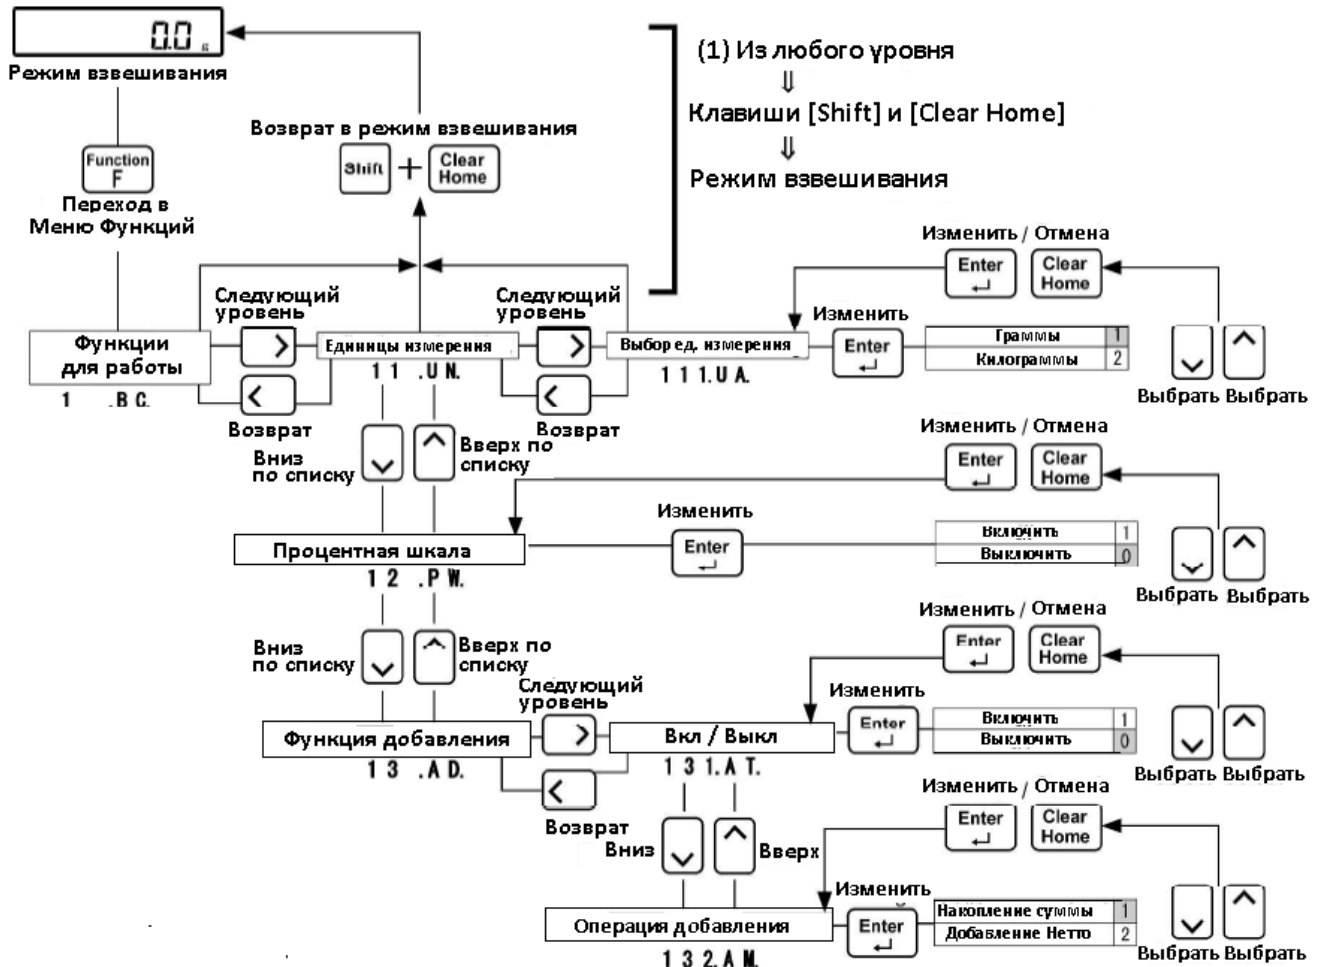 0.0 g
Режим взвешивания
(1) Из любого уровня
⇓
Клавиши [Shift] и [Clear Home]
⇓
Режим взвешивания
Возврат в режим взвешивания
Shift + Clear Home
Function
F
Переход в
Меню Функций
Изменить / Отмена
Enter
Clear
Home
Следующий
уровень
Следующий
уровень
Изменить
Функции
для работы
1 .B C.
Единицы измерения
1 1 .U N.
Выбор ед. измерения
1 1 1.U A.
Enter
Граммы 1
Килограммы 2
Выбрать Выбрать
Возврат
Возврат
Вниз
по списку
Вверх по
списку
Изменить / Отмена
Enter
Clear
Home
Изменить
Процентная шкала
1 2 .P W.
Enter
Включить 1
Выключить 0
Выбрать Выбрать
Изменить / Отмена
Enter
Clear
Home
Вниз
по списку
Вверх по
списку
Следующий
уровень
Изменить
Функция добавления
1 3 .A D.
Вкл / Выкл
1 3 1.A T.
Enter
Включить 1
Выключить 0
Выбрать Выбрать
Возврат
Вниз
Вверх
Изменить / Отмена
Enter
Clear
Home
Изменить
Операция добавления
1 3 2.A M.
Enter
Накопление суммы 1
Добавление Нетто 2
Выбрать Выбрать